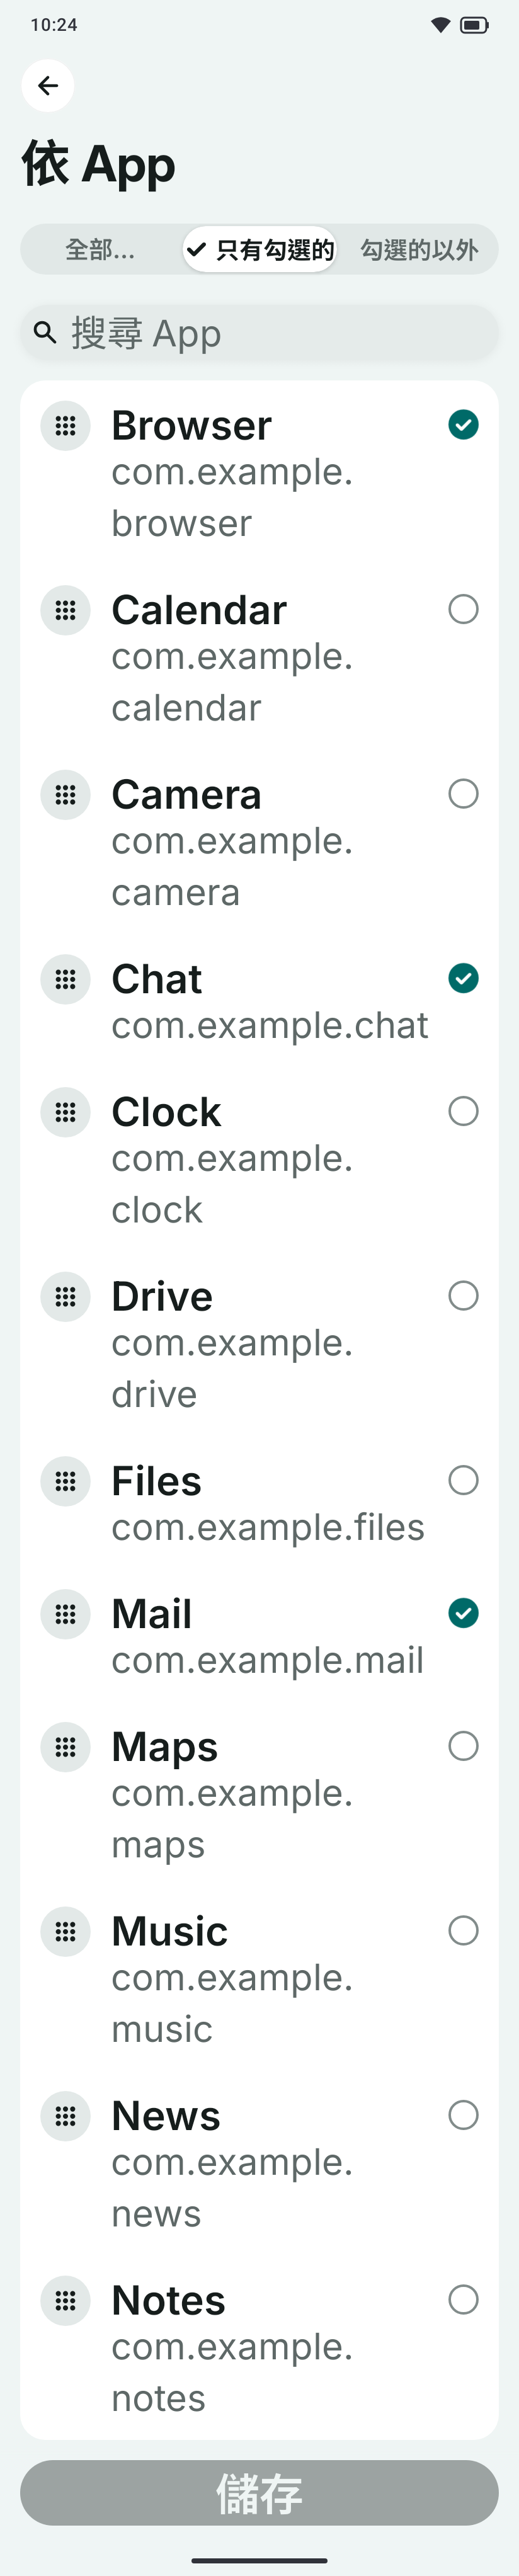 10:24
依 App
全部...
只有勾選的
勾選的以外
搜尋 App
Browser
com.example.
browser
Calendar
com.example.
calendar
Camera
com.example.
camera
Chat
com.example.chat
Clock
com.example.
clock
Drive
com.example.
drive
Files
com.example.files
Mail
com.example.mail
Maps
com.example.
maps
Music
com.example.
music
News
com.example.
news
Notes
com.example.
notes
儲存